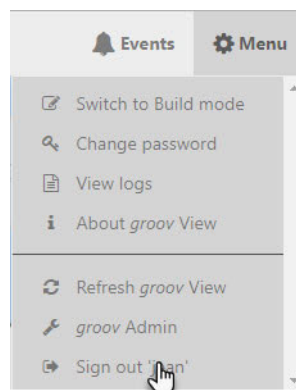 Events Menu
Switch to Build mode
Change password
View logs
About groov View
Refresh groov View
groov Admin
Sign out